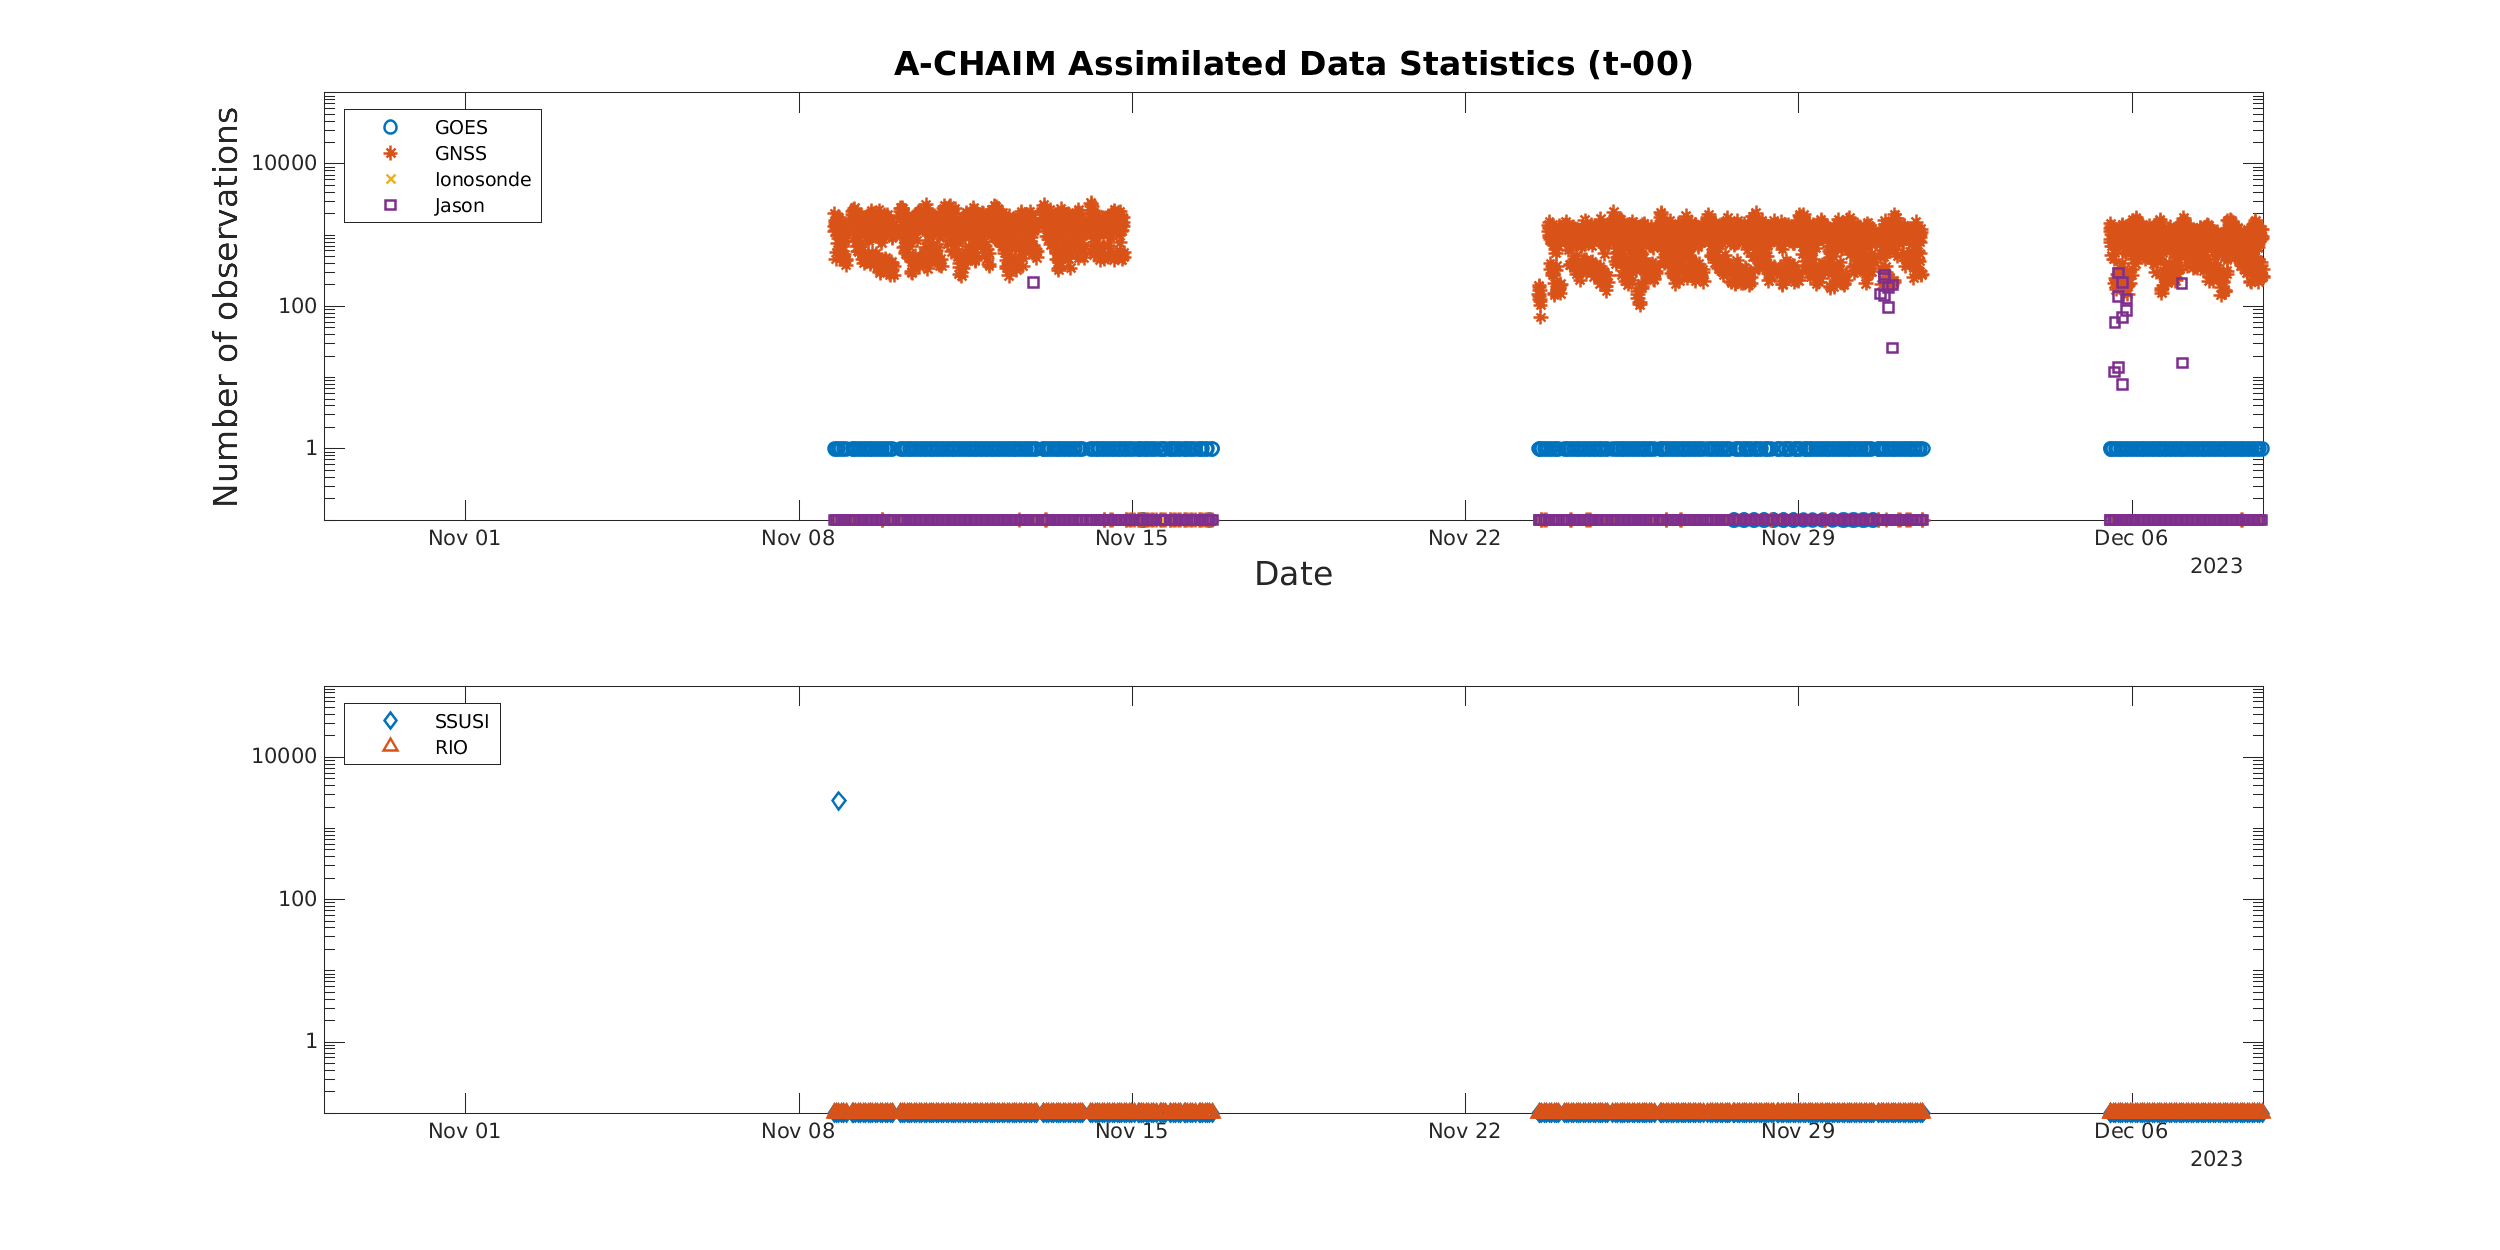 A-CHAIM Assimilated Data Statistics (t-00)
Number of observations
GOES
GNSS
Ionosonde
Jason
10000
100
1
Nov 01 Nov 08 Nov 15 Nov 22 Nov 29 Dec 06
2023
Date
SSUSI
RIO
10000
100
1
Nov 01 Nov 08 Nov 15 Nov 22 Nov 29 Dec 06
2023